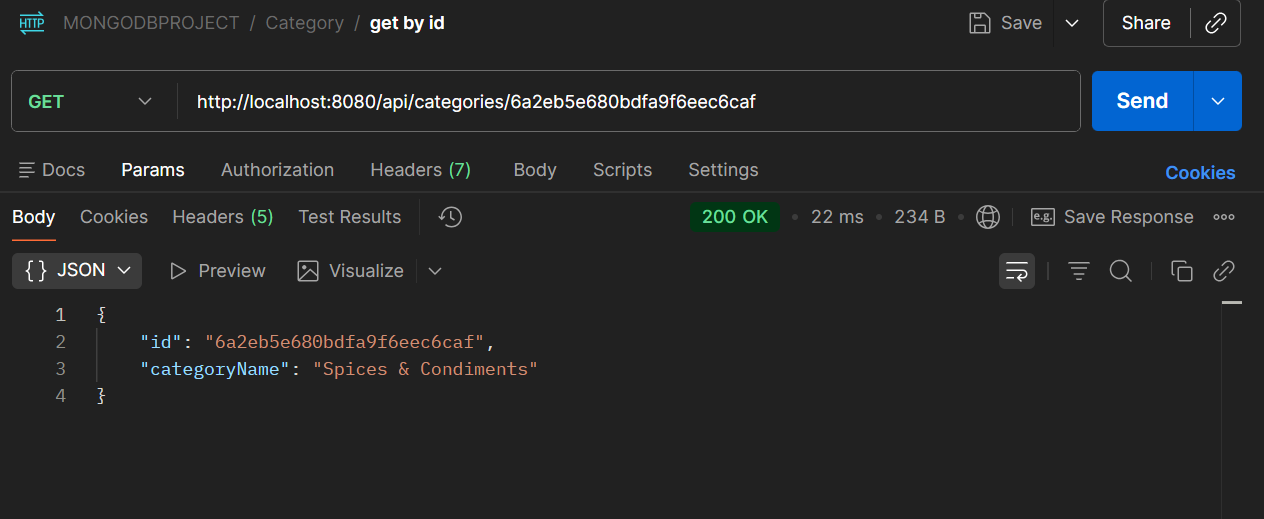 HTTP MONGODBPROJECT / Category / get by id Save Share
GET http://localhost:8080/api/categories/6a2eb5e680bdfa9f6eec6caf Send
Docs Params Authorization Headers (7) Body Scripts Settings Cookies
Body Cookies Headers (5) Test Results 200 OK • 22 ms • 234 B • e.g. Save Response
{} JSON Preview Visualize
1 {
2 "id": "6a2eb5e680bdfa9f6eec6caf",
3 "categoryName": "Spices & Condiments"
4 }